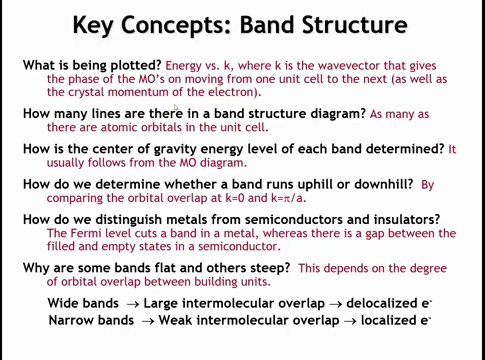 Key Concepts: Band Structure
What is being plotted? Energy vs. k, where k is the wavevector that gives
the phase of the MO's on moving from one unit cell to the next (as well as
the crystal momentum of the electron).
How many lines are there in a band structure diagram? As many as
there are atomic orbitals in the unit cell.
How is the center of gravity energy level of each band determined? It
usually follows from the MO diagram.
How do we determine whether a band runs uphill or downhill? By
comparing the orbital overlap at k=0 and k=π/a.
How do we distinguish metals from semiconductors and insulators?
The Fermi level cuts a band in a metal, whereas there is a gap between the
filled and empty states in a semiconductor.
Why are some bands flat and others steep? This depends on the degree
of orbital overlap between building units.
Wide bands → Large intermolecular overlap → delocalized e⁻
Narrow bands → Weak intermolecular overlap → localized e⁻